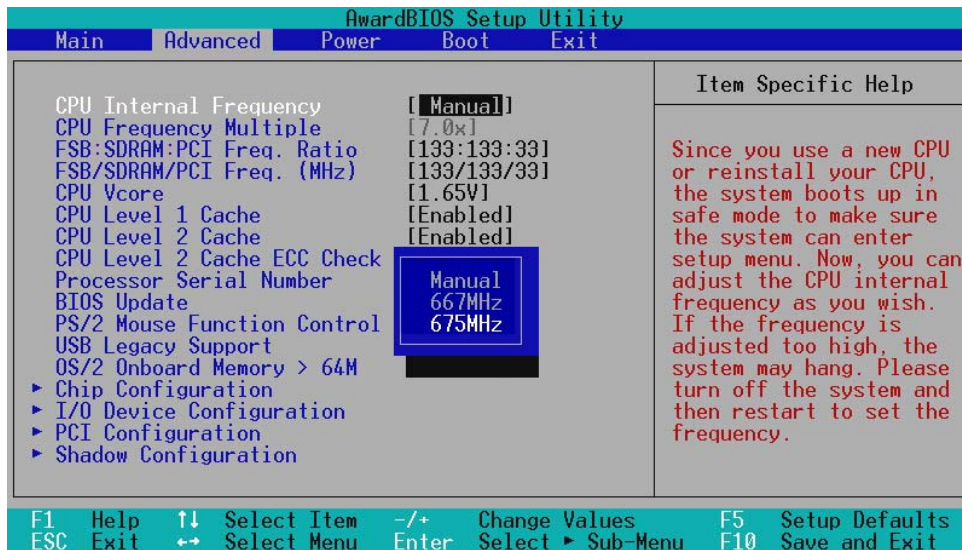 AwardBIOS Setup Utility
Main Advanced Power Boot Exit
CPU Internal Frequency [ Manual]
CPU Frequency Multiple [7.0x]
FSB:SDRAM:PCI Freq. Ratio [133:133:33]
FSB/SDRAM/PCI Freq. (MHz) [133/133/33]
CPU Vcore [1.65V]
CPU Level 1 Cache [Enabled]
CPU Level 2 Cache [Enabled]
CPU Level 2 Cache ECC Check
Processor Serial Number
BIOS Update
PS/2 Mouse Function Control
USB Legacy Support
OS/2 Onboard Memory > 64M
► Chip Configuration
► I/O Device Configuration
► PCI Configuration
► Shadow Configuration
Manual
667MHz
675MHz
Item Specific Help
Since you use a new CPU
or reinstall your CPU,
the system boots up in
safe mode to make sure
the system can enter
setup menu. Now, you can
adjust the CPU internal
frequency as you wish.
If the frequency is
adjusted too high, the
system may hang. Please
turn off the system and
then restart to set the
frequency.
F1 Help ↑↓ Select Item -/+ Change Values F5 Setup Defaults
ESC Exit ←→ Select Menu Enter Select ► Sub-Menu F10 Save and Exit